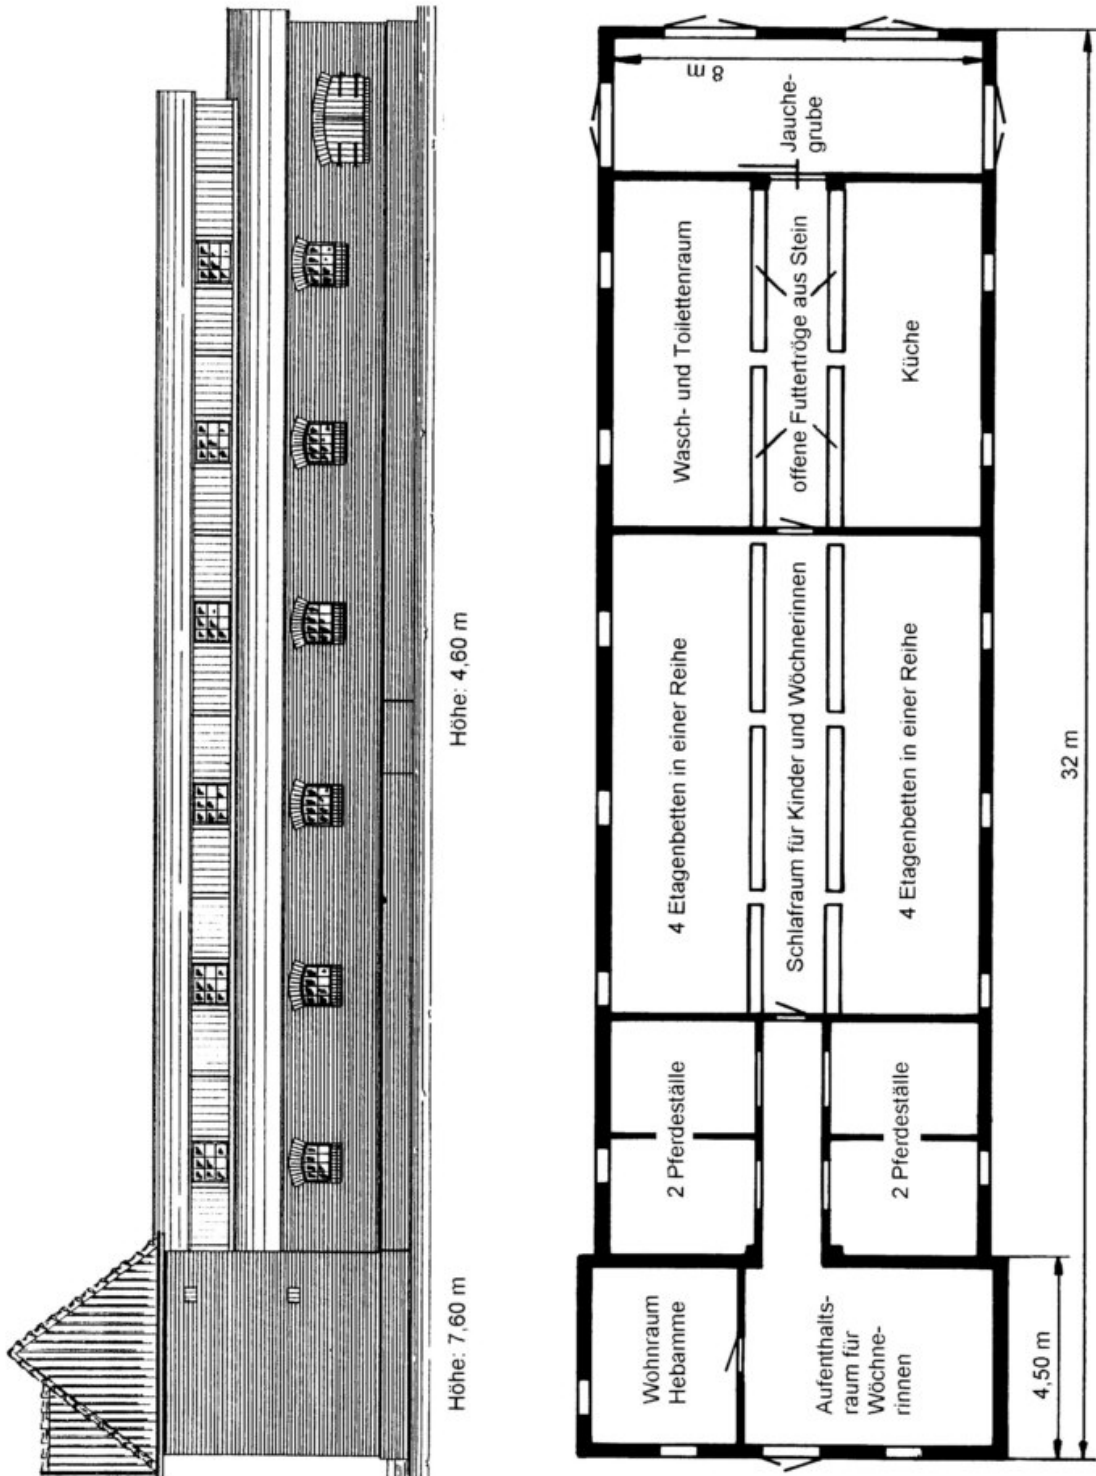 Höhe: 7,60 m
Höhe: 4,60 m
Wohnraum
Hebamme
Aufenthalts-
raum für
Wöchne-
rinnen
2 Pferdeställe
2 Pferdeställe
4 Etagenbetten in einer Reihe
Schlafraum für Kinder und Wöchnerinnen
4 Etagenbetten in einer Reihe
Wasch- und Toilettenraum
offene Futtertröge aus Stein
Küche
Jauche-
grube
8 m
4,50 m
32 m